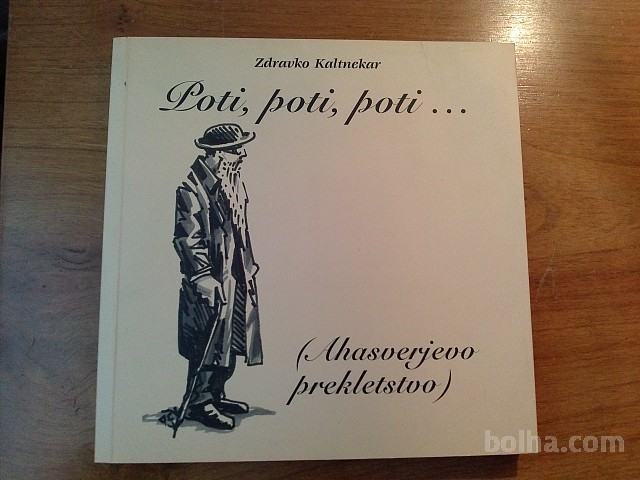 Zdravko Kaltnekar
Poti, poti, poti ...
(Ahasverjevo
prekletstvo)
bolha.com